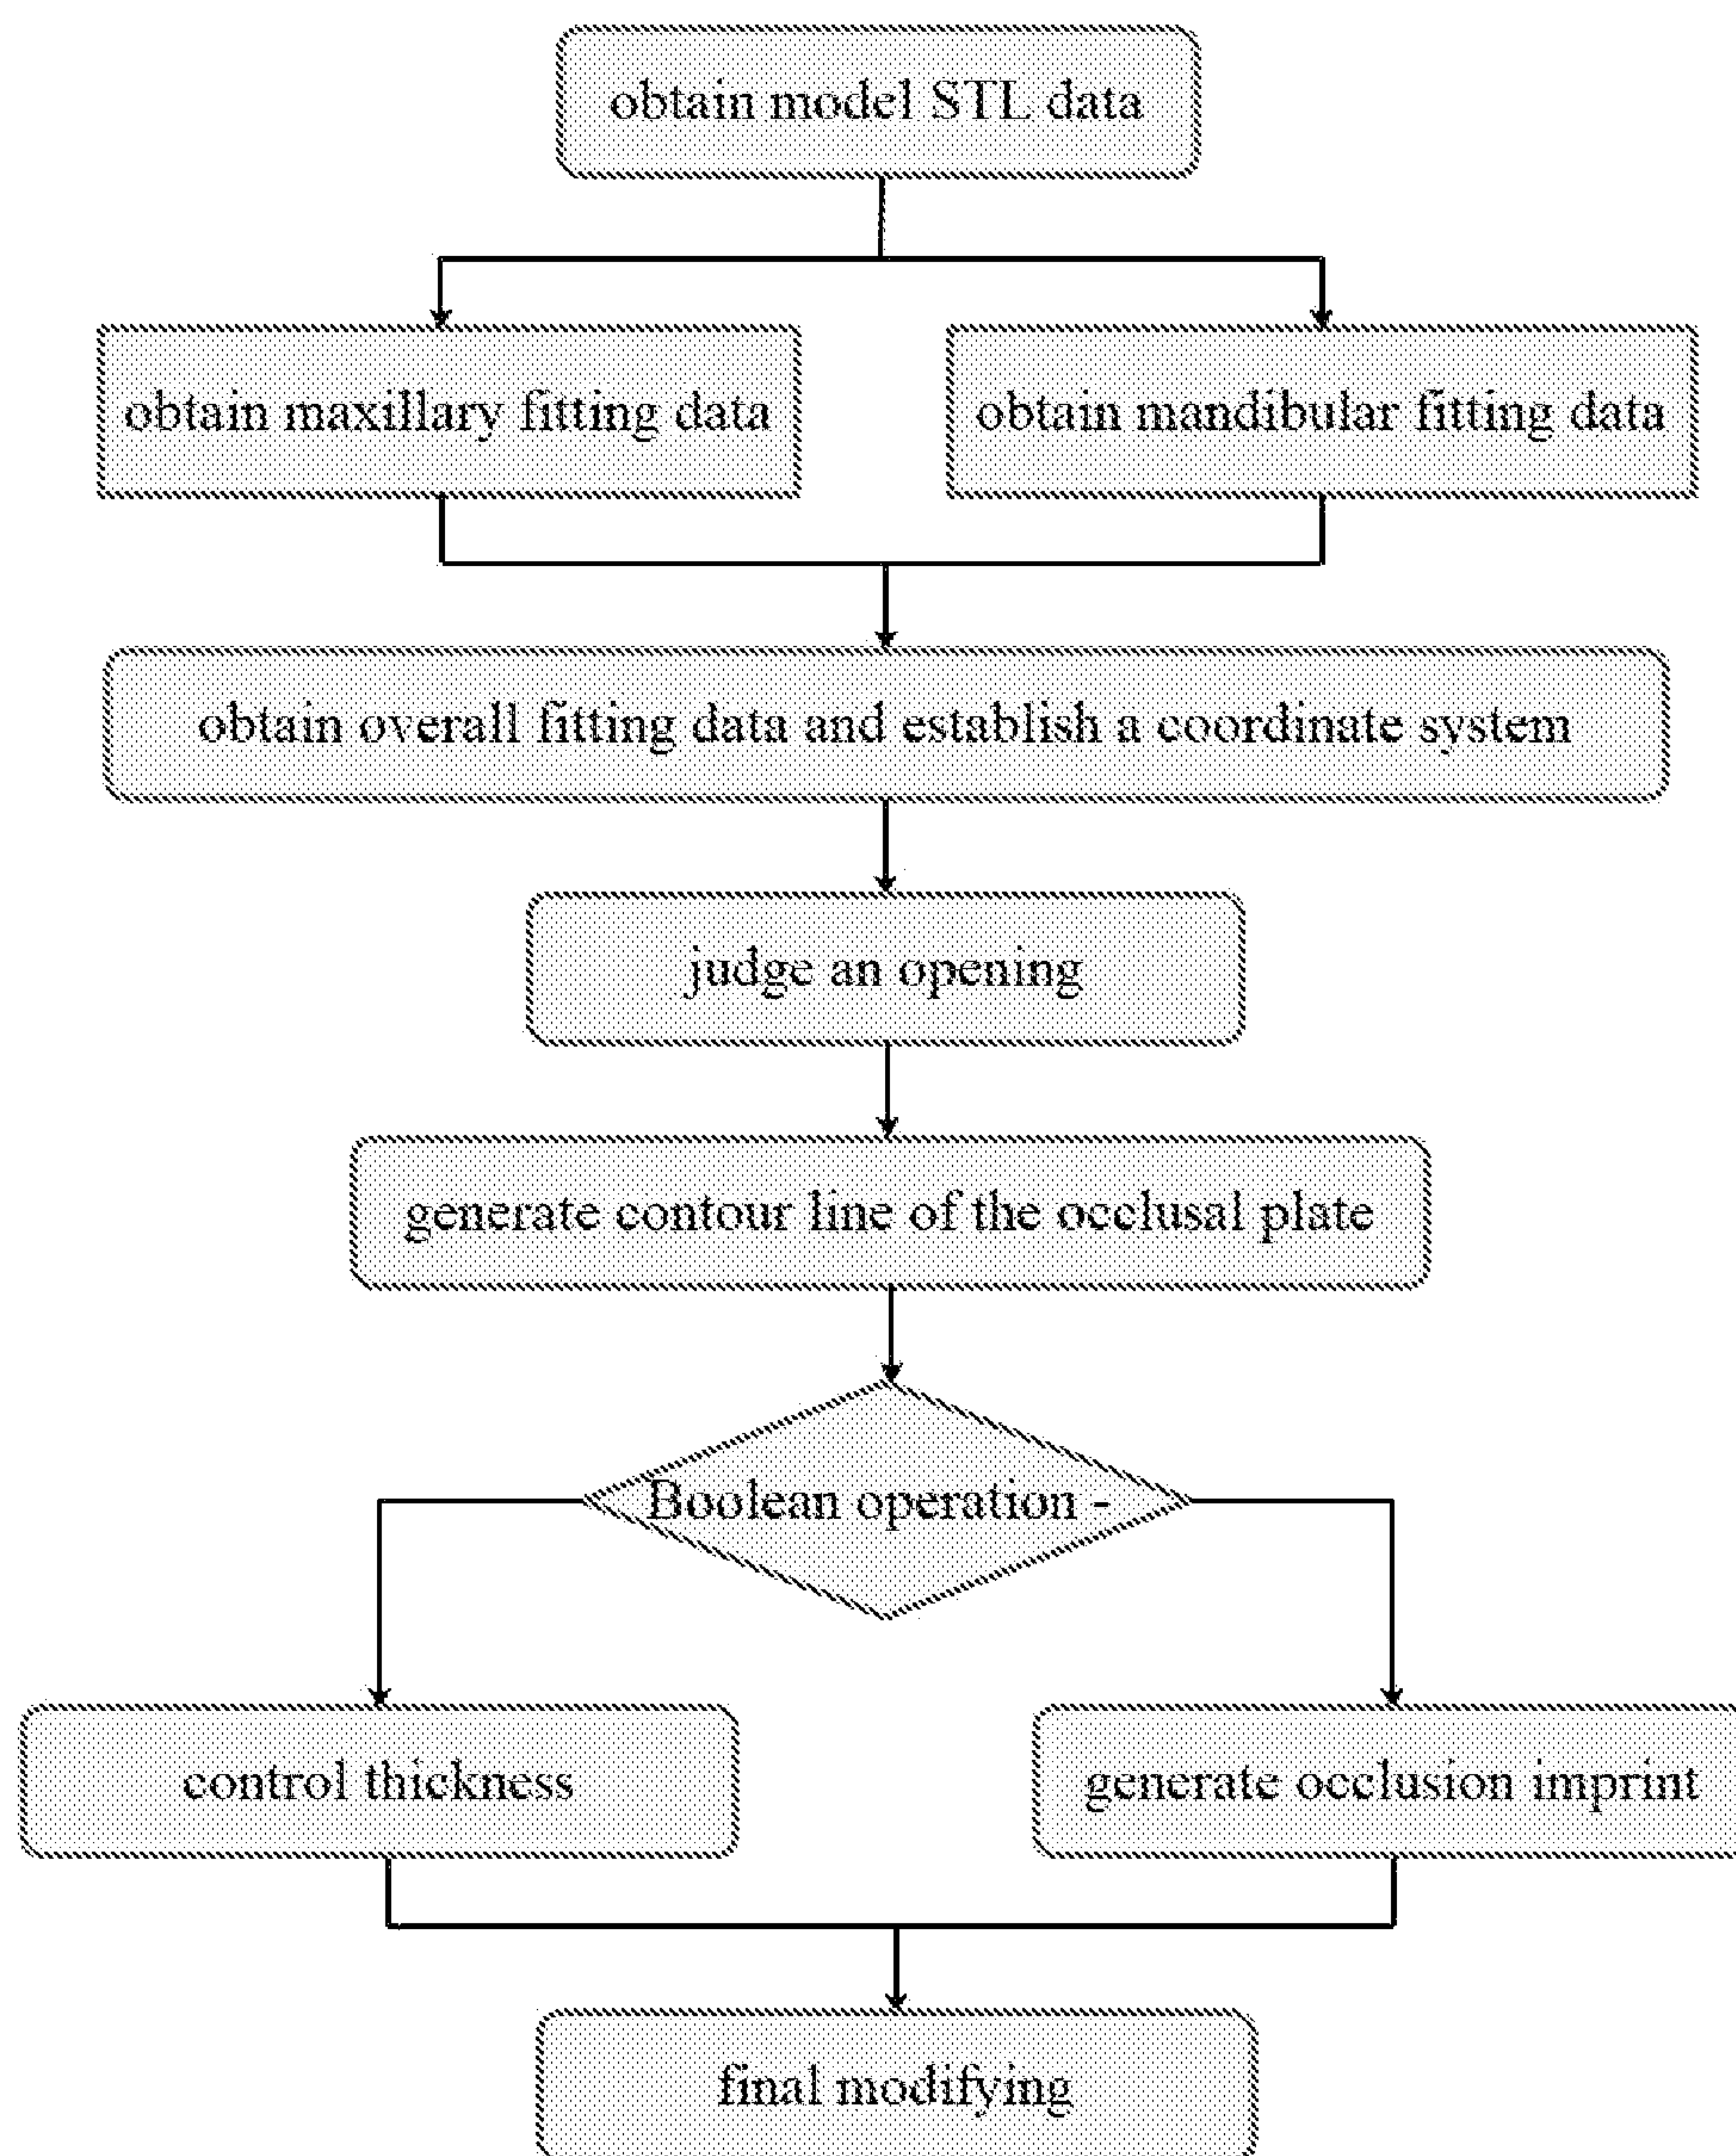 obtain model STL data
obtain maxillary fitting data
obtain mandibular fitting data
obtain overall fitting data and establish a coordinate system
judge an opening
generate contour line of the occlusal plate
Boolean operation -
control thickness
generate occlusion imprint
final modifying